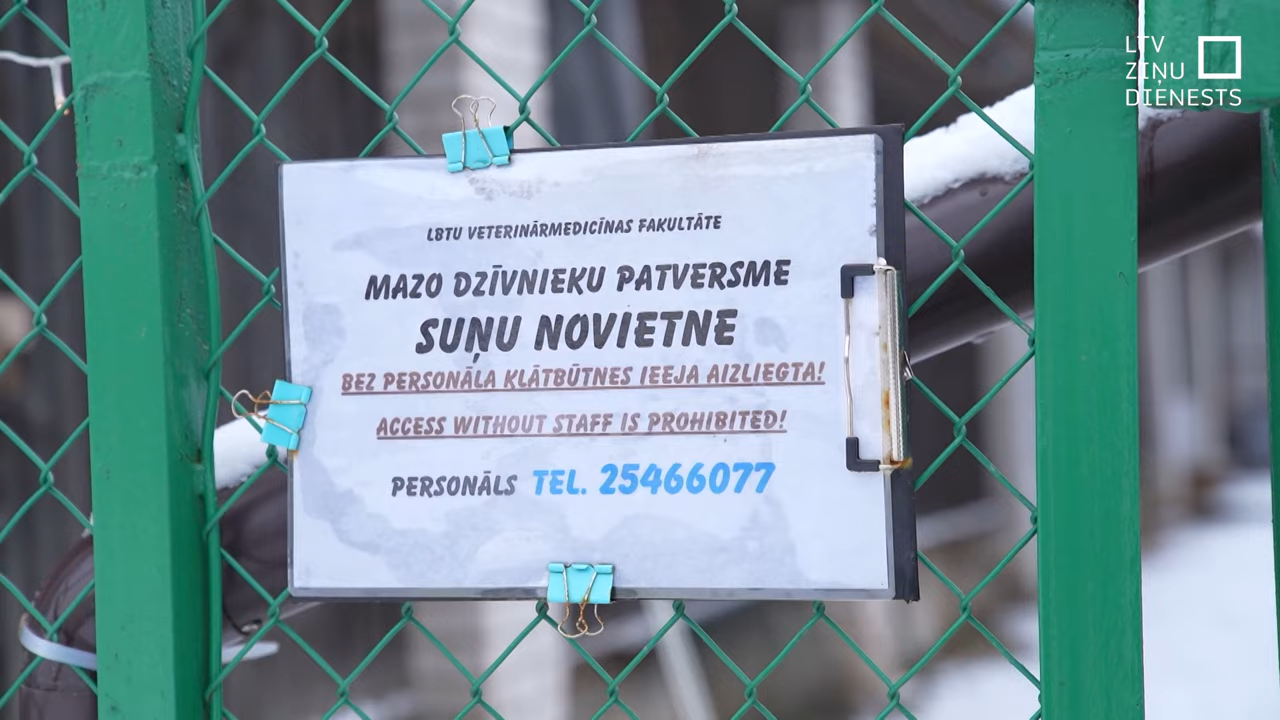 LTV
ZIŅU
DIENESTS
LBTU VETERINĀRMEDICĪNAS FAKULTĀTE
MAZO DZĪVNIEKU PATVERSME
SUŅU NOVIETNE
BEZ PERSONĀLA KLĀTBŪTNES IEEJA AIZLIEGTA!
ACCESS WITHOUT STAFF IS PROHIBITED!
PERSONĀLS TEL. 25466077